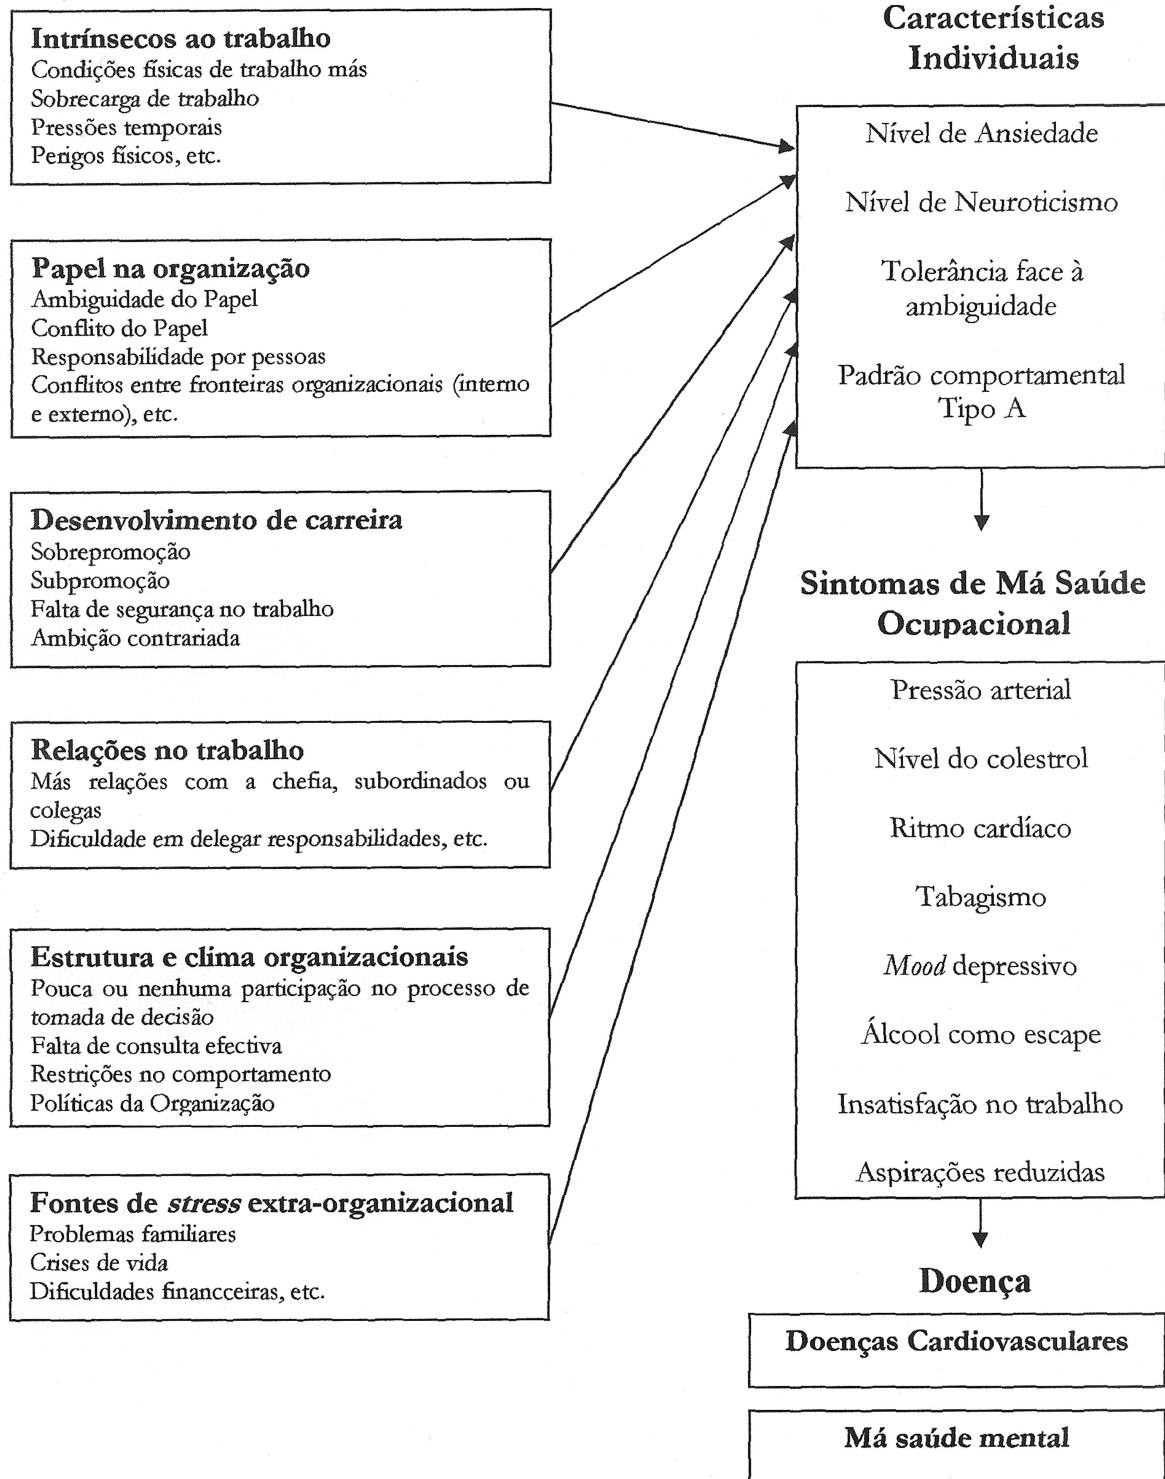 Intrínsecos ao trabalho
Condições físicas de trabalho más
Sobrecarga de trabalho
Pressões temporais
Perigos físicos, etc.
Papel na organização
Ambiguidade do Papel
Conflito do Papel
Responsabilidade por pessoas
Conflitos entre fronteiras organizacionais (interno
e externo), etc.
Desenvolvimento de carreira
Sobrepromoção
Subpromoção
Falta de segurança no trabalho
Ambição contrariada
Relações no trabalho
Más relações com a chefia, subordinados ou
colegas
Dificuldade em delegar responsabilidades, etc.
Estrutura e clima organizacionais
Pouca ou nenhuma participação no processo de
tomada de decisão
Falta de consulta efectiva
Restrições no comportamento
Políticas da Organização
Fontes de stress extra-organizacional
Problemas familiares
Crises de vida
Dificuldades financceiras, etc.
Características
Individuais
Nível de Ansiedade
Nível de Neuroticismo
Tolerância face à
ambiguidade
Padrão comportamental
Tipo A
Sintomas de Má Saúde
Ocupacional
Pressão arterial
Nível do colestrol
Ritmo cardíaco
Tabagismo
Mood depressivo
Álcool como escape
Insatisfação no trabalho
Aspirações reduzidas
Doença
Doenças Cardiovasculares
Má saúde mental